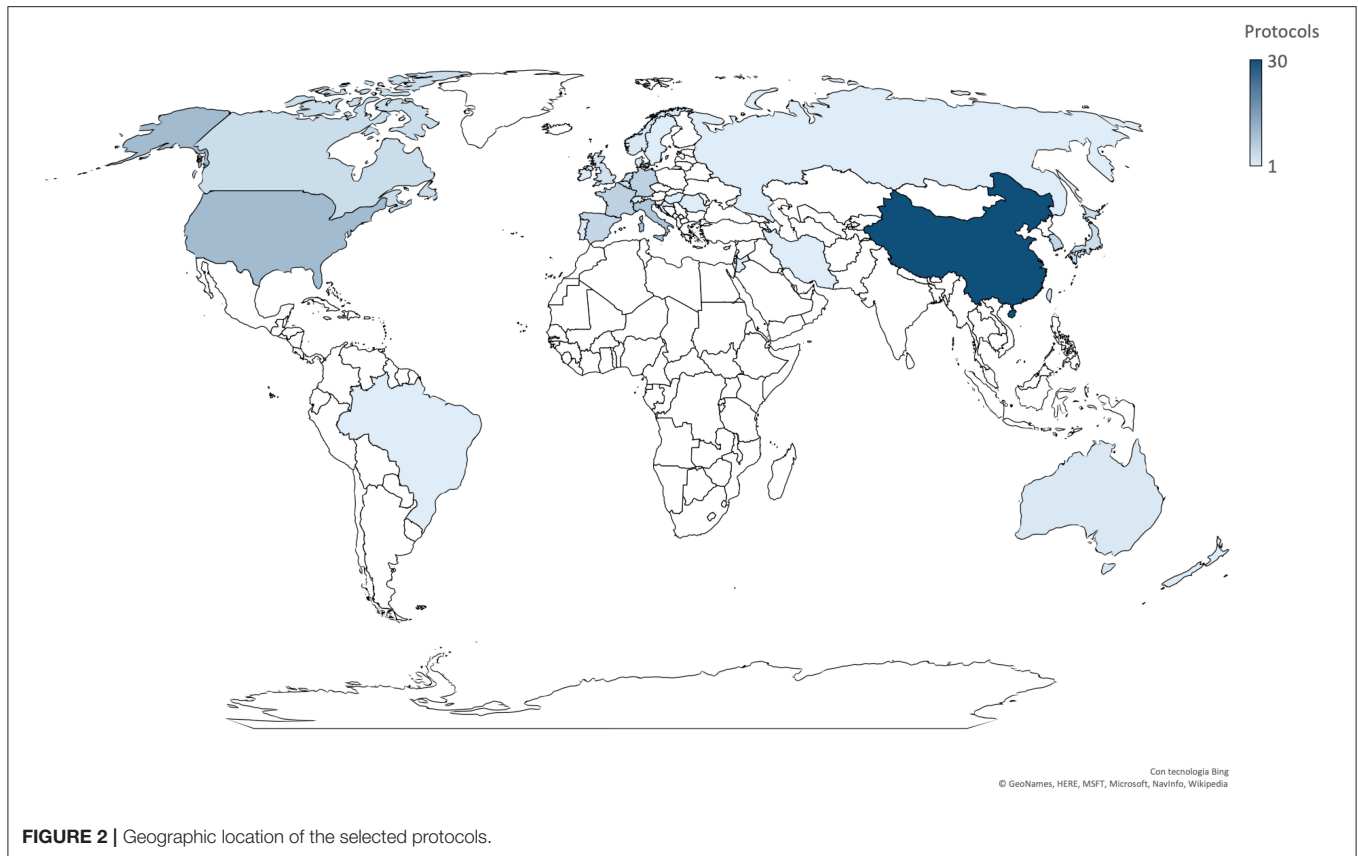 Protocols
30
1
Con tecnologia Bing
© GeoNames, HERE, MSFT, Microsoft, NavInfo, Wikipedia
FIGURE 2 | Geographic location of the selected protocols.